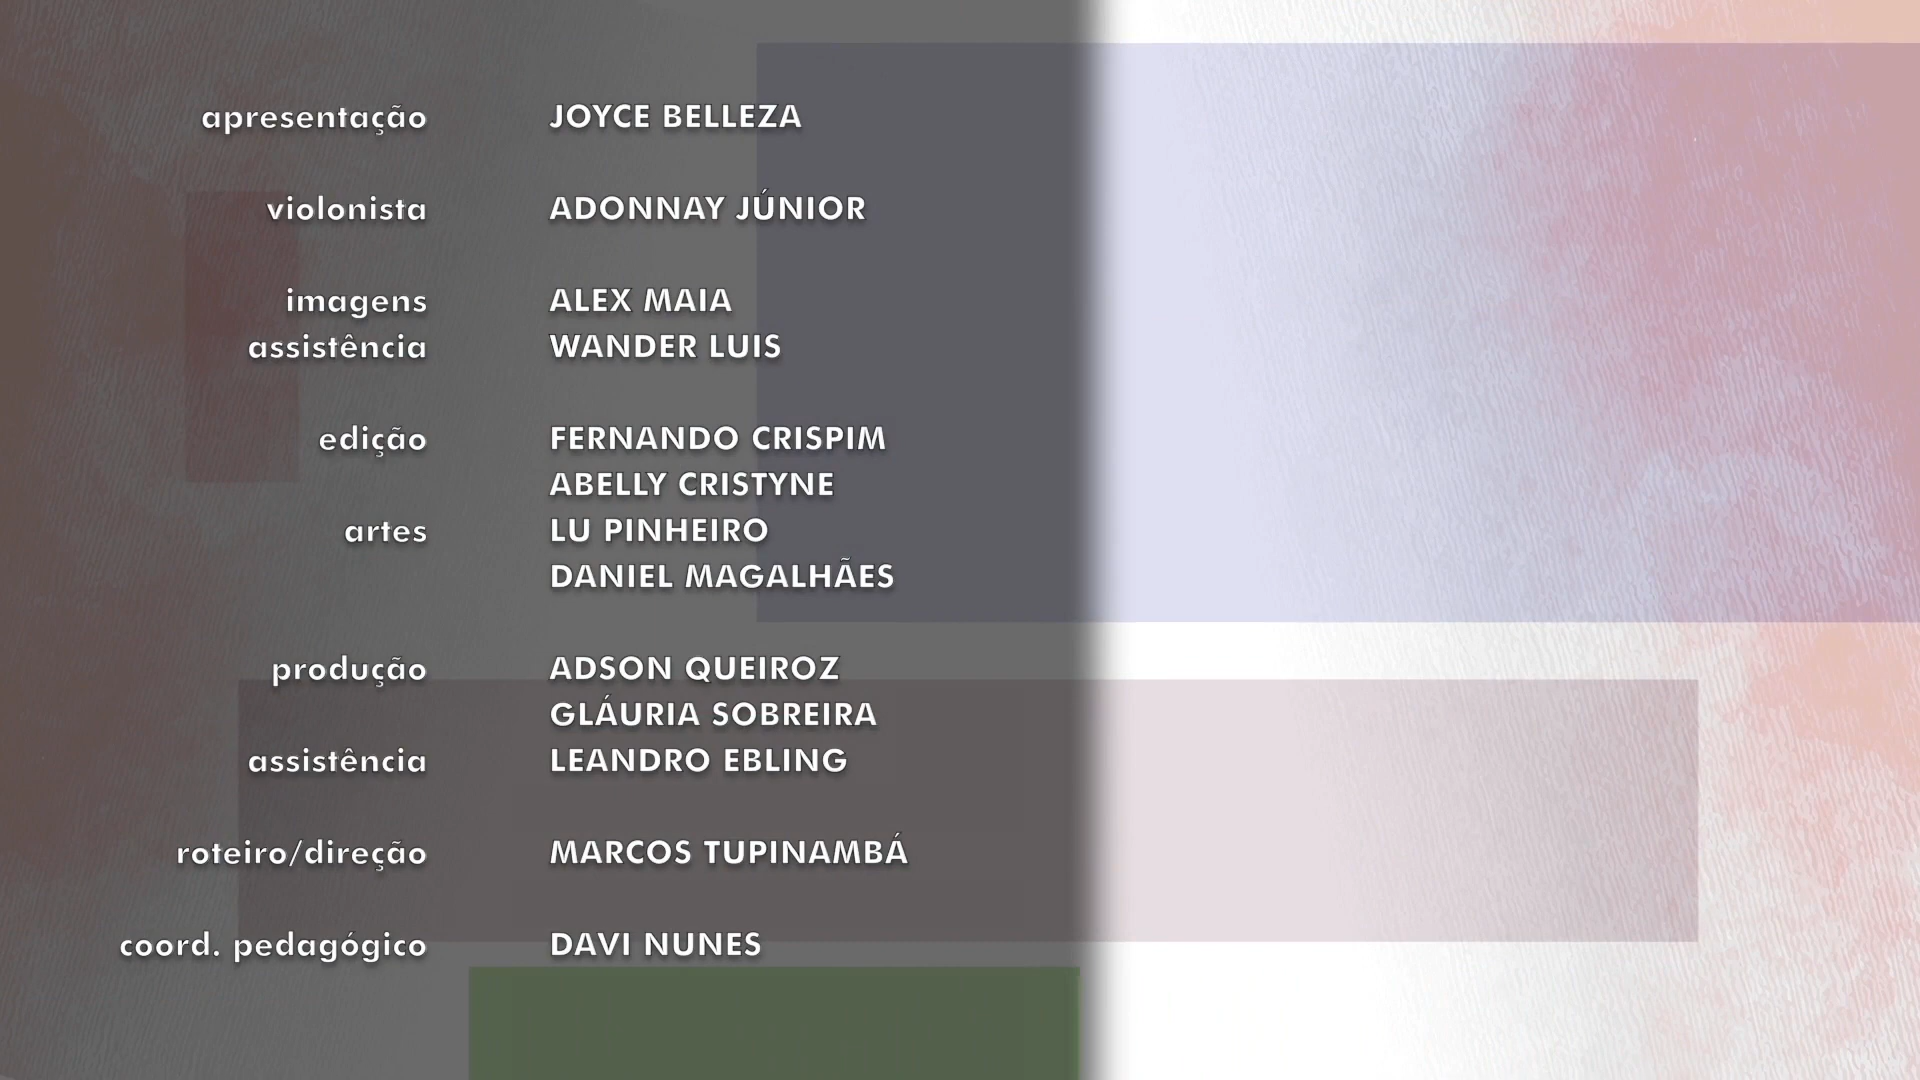 apresentação JOYCE BELLEZA
violonista ADONNAY JÚNIOR
imagens ALEX MAIA
assistência WANDER LUIS
edição FERNANDO CRISPIM
ABELLY CRISTYNE
artes LU PINHEIRO
DANIEL MAGALHÃES
produção ADSON QUEIROZ
GLÁURIA SOBREIRA
assistência LEANDRO EBLING
roteiro/direção MARCOS TUPINAMBÁ
coord. pedagógico DAVI NUNES